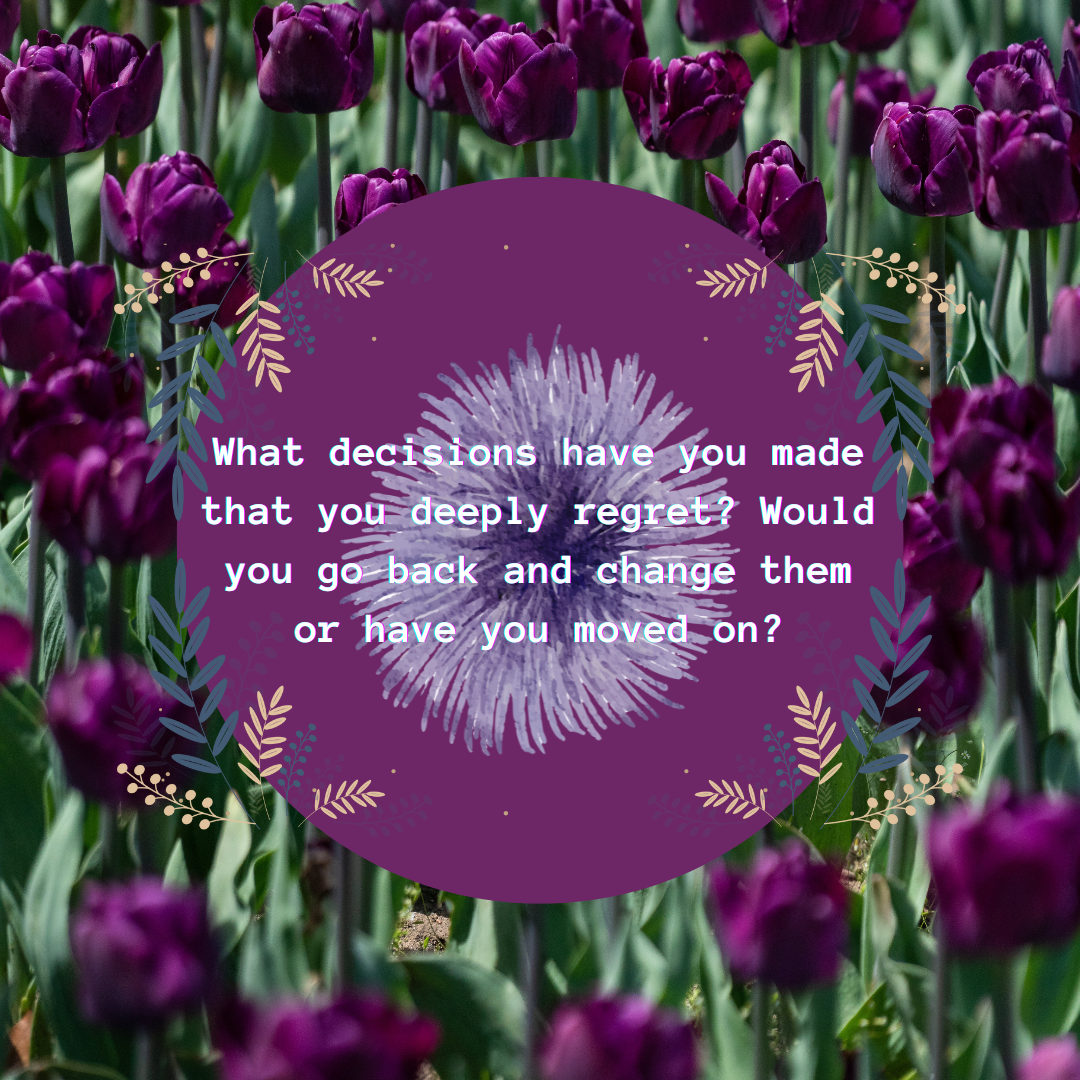 What decisions have you made
that you deeply regret? Would
you go back and change them
or have you moved on?